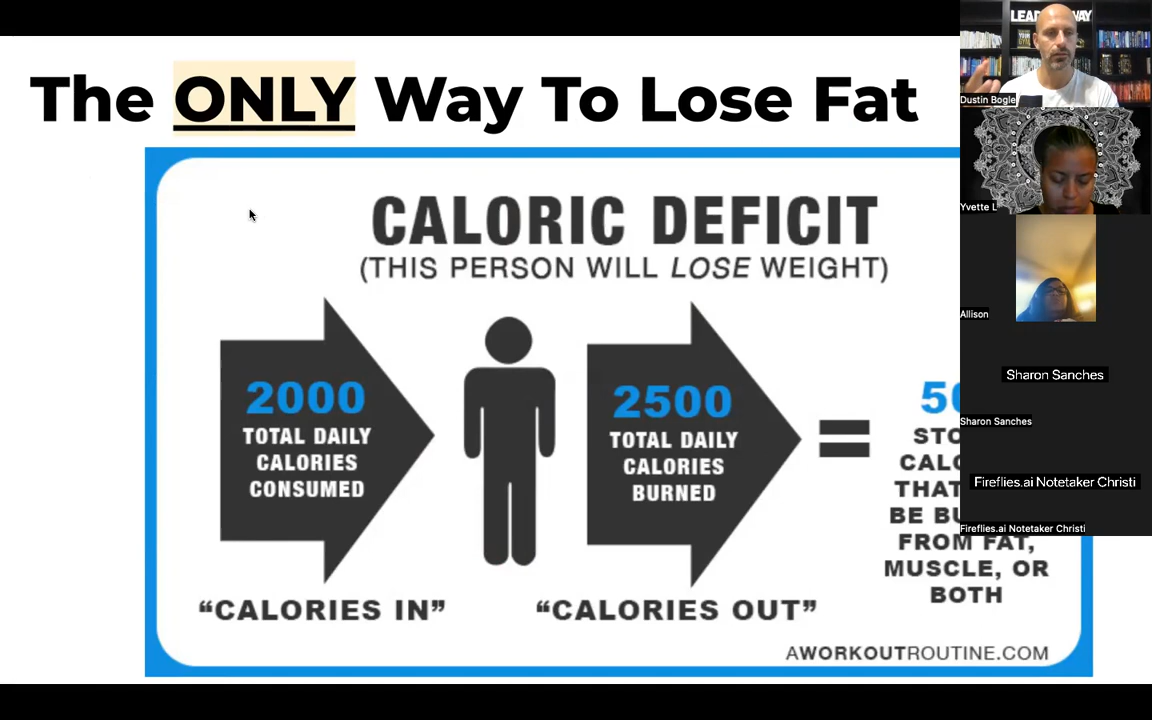 The ONLY Way To Lose Fat
CALORIC DEFICIT
(THIS PERSON WILL LOSE WEIGHT)
2000
TOTAL DAILY
CALORIES
CONSUMED
2500
TOTAL DAILY
CALORIES
BURNED
=
FROM FAT,
MUSCLE, OR
BOTH
“CALORIES IN”
“CALORIES OUT”
AWORKOUTROUTINE.COM
Dustin Bogle
Yvette L
Allison
Sharon Sanches
Sharon Sanches
Fireflies.ai Notetaker Christi
Fireflies.ai Notetaker Christi